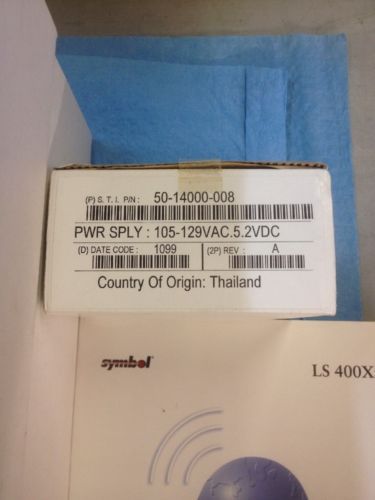 (P) S. T. I. P/N: 50-14000-008
PWR SPLY : 105-129VAC.5.2VDC
(D) DATE CODE : 1099 (2P) REV : A
Country Of Origin: Thailand
symbol LS 400X